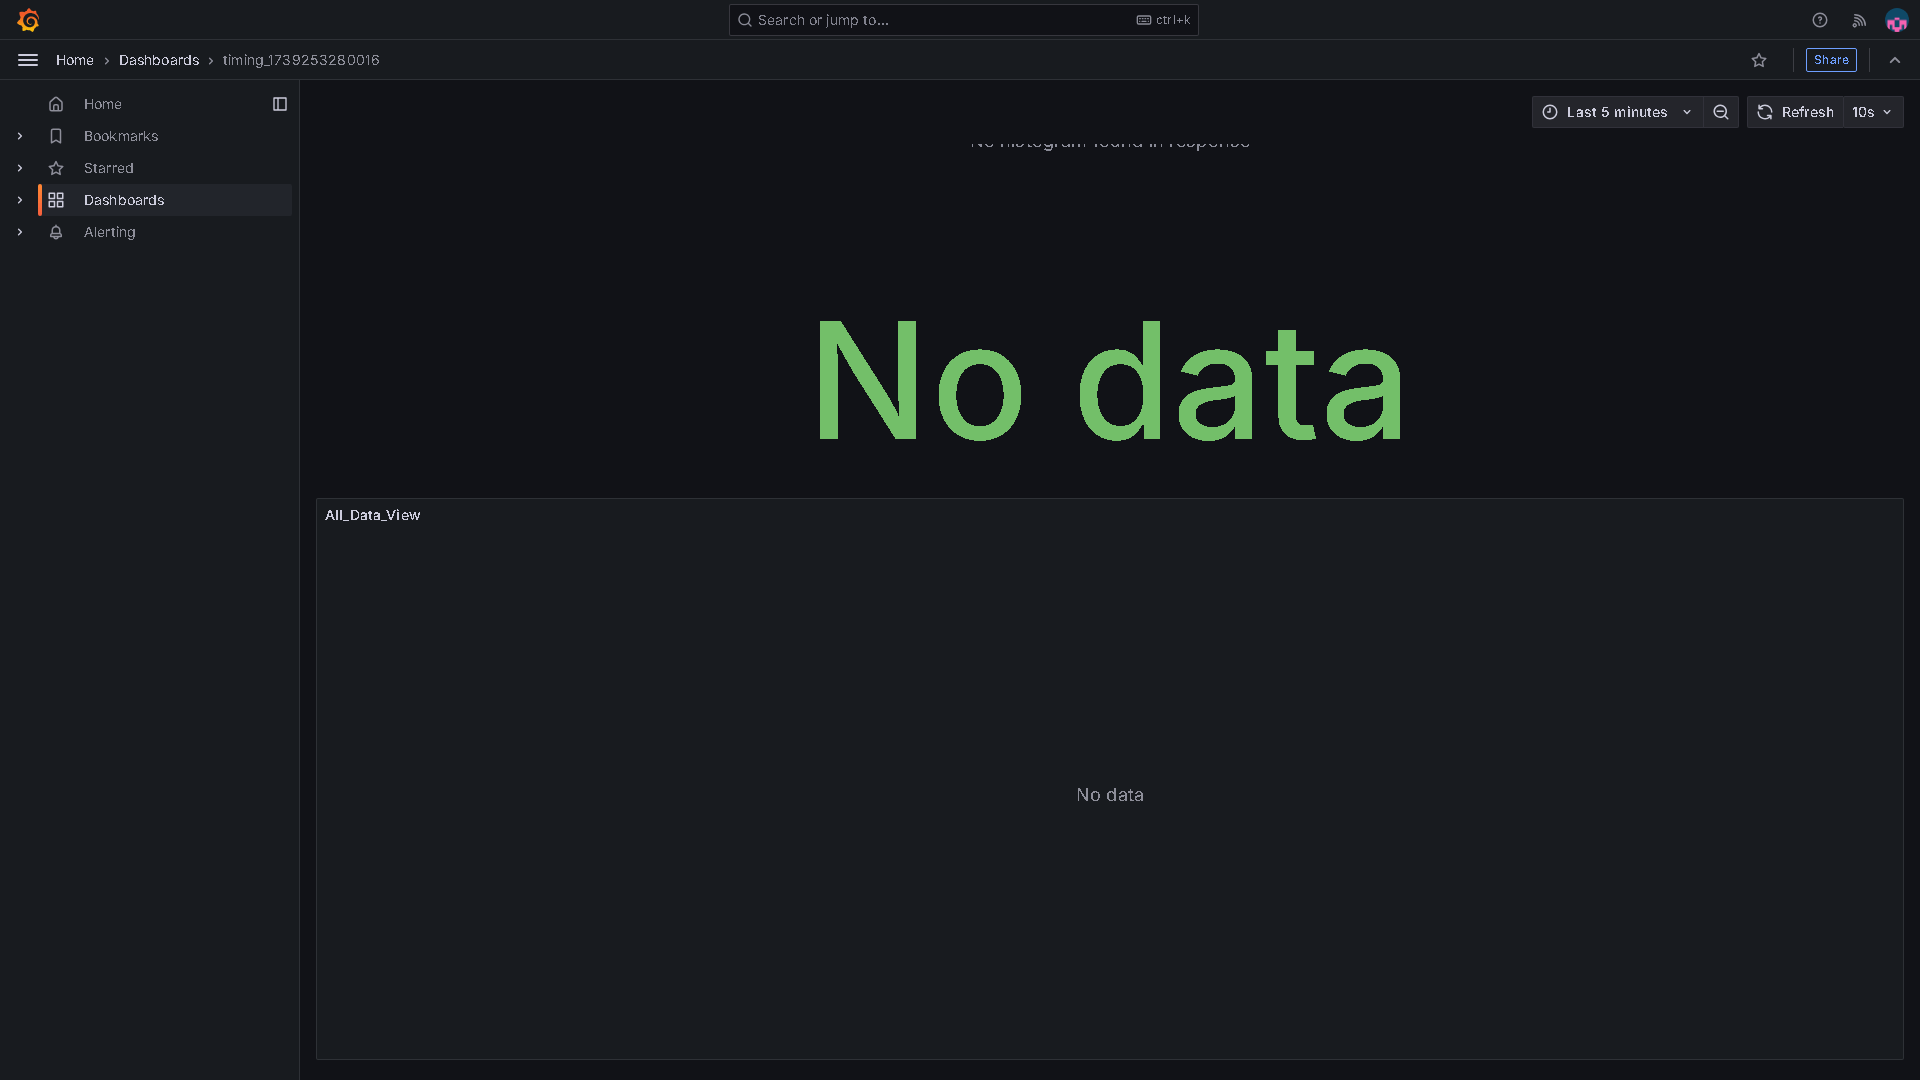 Search or jump to...
ctrl+k
Home
Dashboards
timing_1739253280016
Share
Home
Bookmarks
Starred
Dashboards
Alerting
Last 5 minutes
Refresh
10s
No histogram found in response
No data
All_Data_View
No data